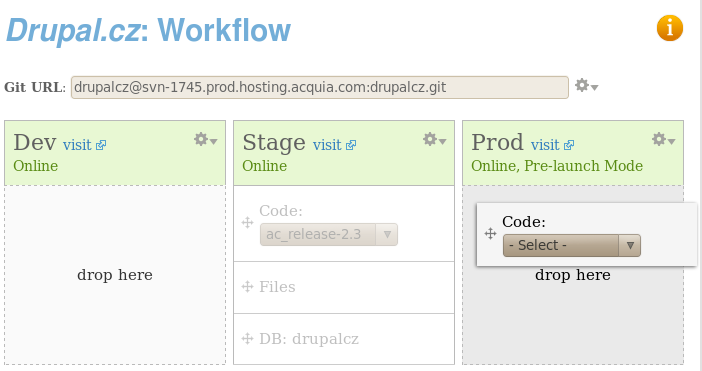 Drupal.cz: Workflow
Git URL: drupalcz@svn-1745.prod.hosting.acquia.com:drupalcz.git
Dev visit
Online
drop here
Stage visit
Online
Code:
ac_release-2.3
Files
DB: drupalcz
Prod visit
Online, Pre-launch Mode
Code:
- Select -
drop here